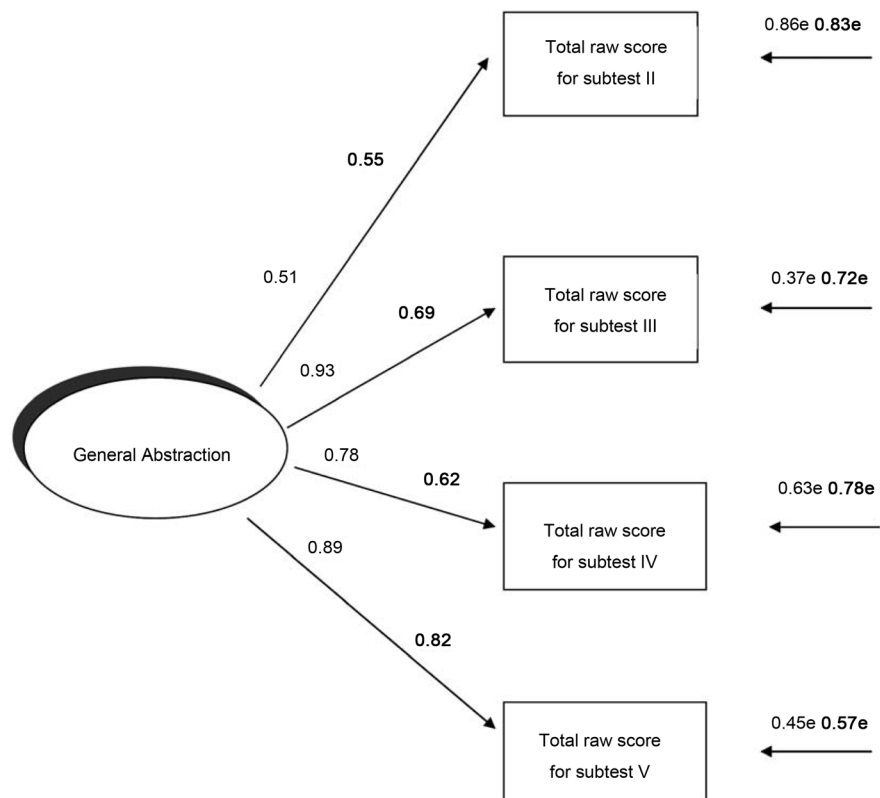 0.86e 0.83e
Total raw score
for subtest II
0.55
0.51
0.37e 0.72e
Total raw score
for subtest III
0.69
0.93
General Abstraction
0.78
0.62
0.63e 0.78e
Total raw score
for subtest IV
0.89
0.82
0.45e 0.57e
Total raw score
for subtest V